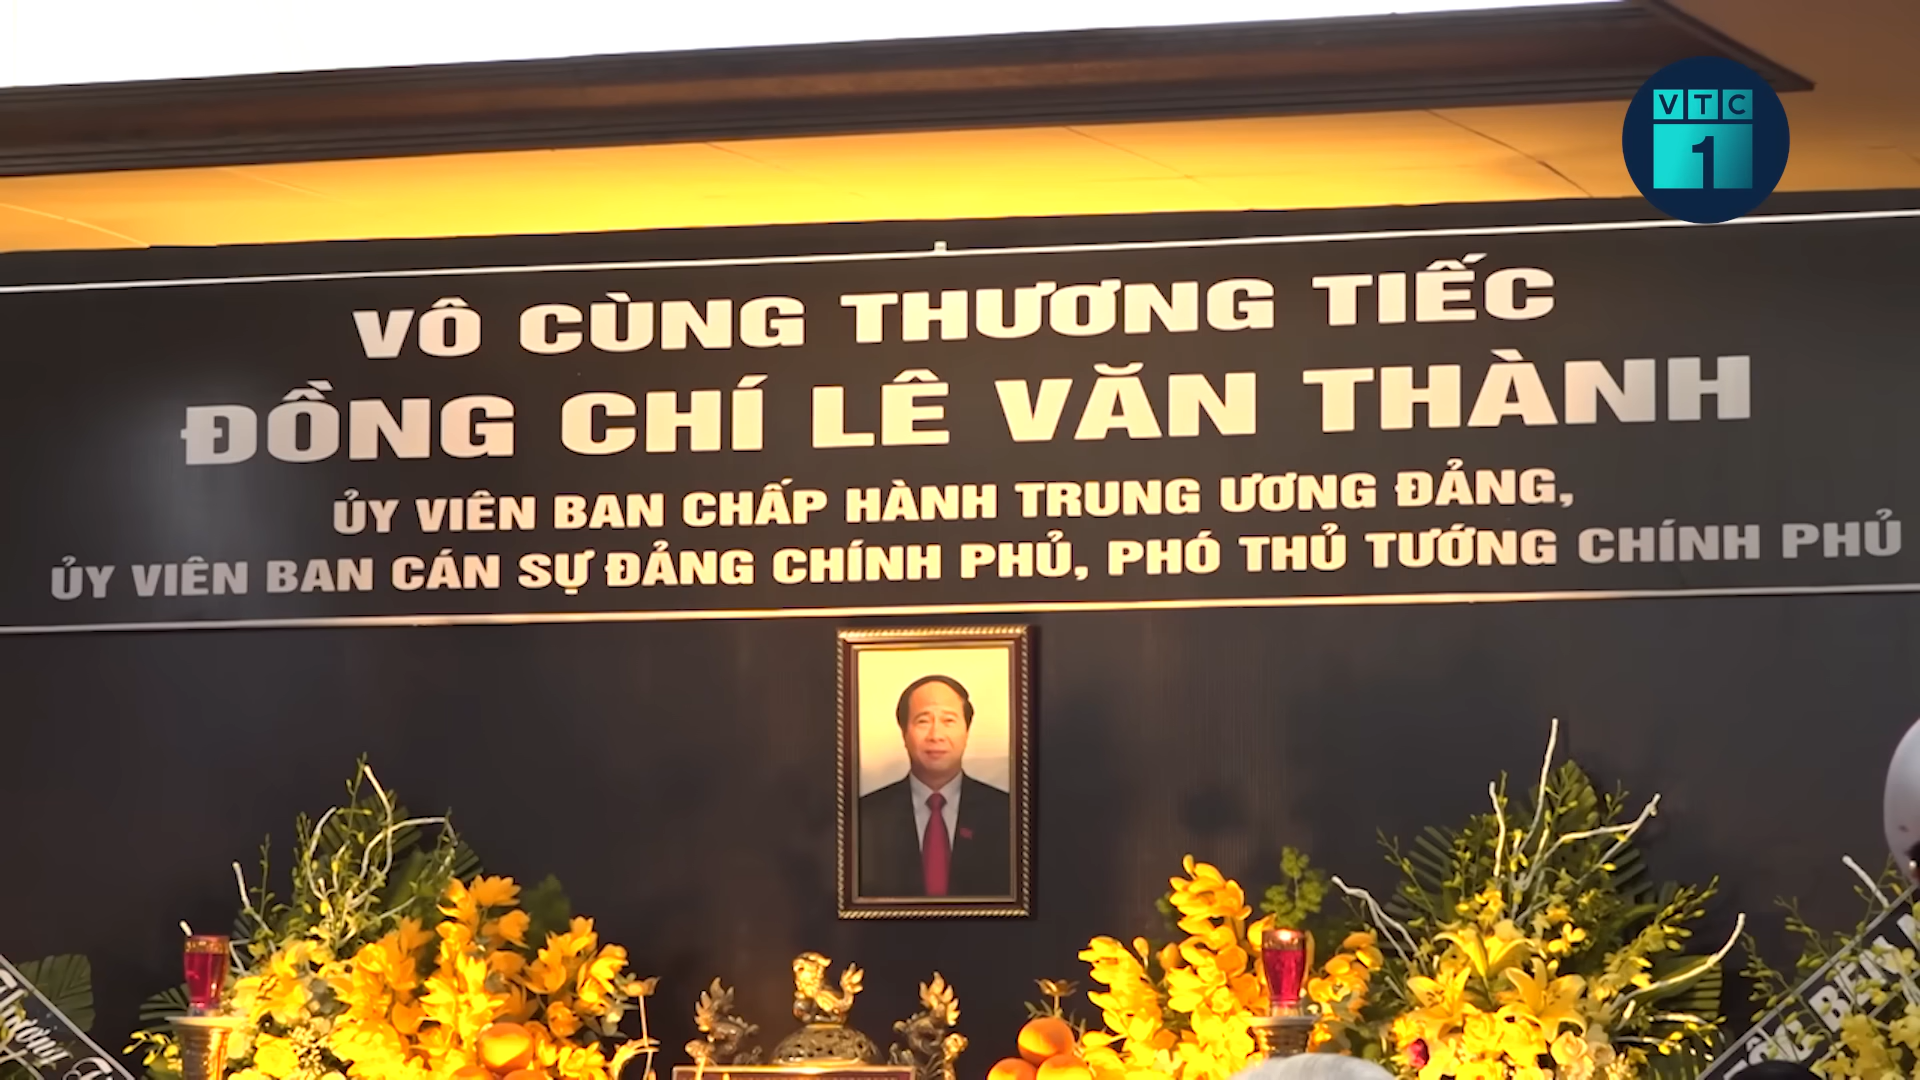 VTC
1
VÔ CÙNG THƯƠNG TIẾC
ĐỒNG CHÍ LÊ VĂN THÀNH
ỦY VIÊN BAN CHẤP HÀNH TRUNG ƯƠNG ĐẢNG,
ỦY VIÊN BAN CÁN SỰ ĐẢNG CHÍNH PHỦ, PHÓ THỦ TƯỚNG CHÍNH PHỦ